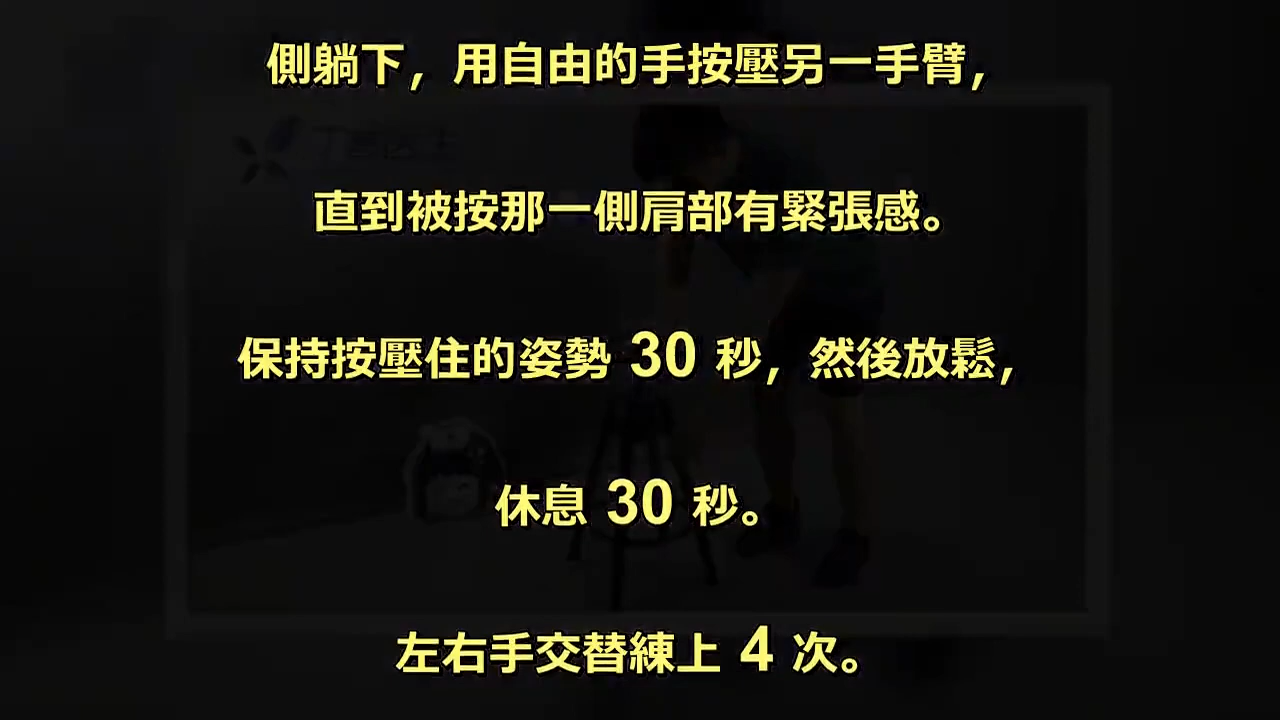 側躺下，用自由的手按壓另一手臂，
直到被按那一側肩部有緊張感。
保持按壓住的姿勢 30 秒，然後放鬆，
休息 30 秒。
左右手交替練上 4 次。